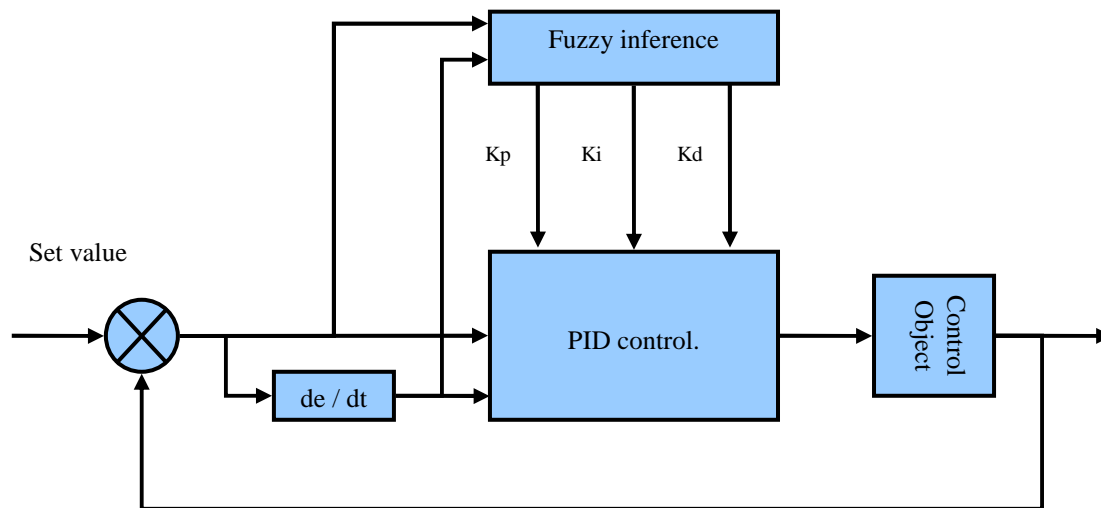 Fuzzy inference
Kp
Ki
Kd
Set value
PID control.
Control
Object
de / dt